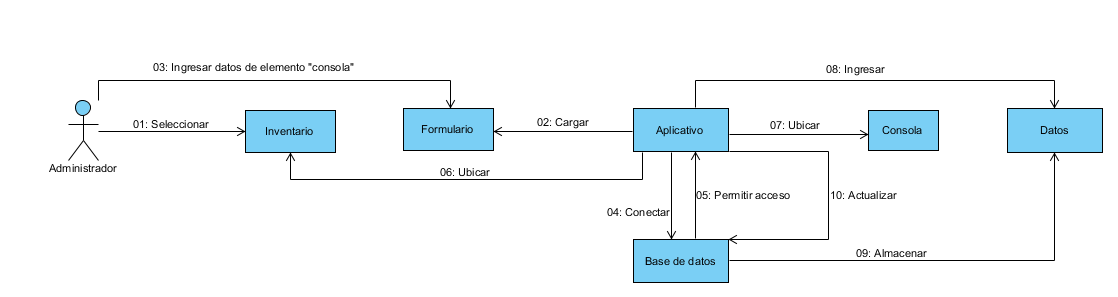 03: Ingresar datos de elemento "consola"
08: Ingresar
01: Seleccionar
Inventario
Formulario
02: Cargar
Aplicativo
07: Ubicar
Consola
Datos
Administrador
06: Ubicar
05: Permitir acceso
10: Actualizar
04: Conectar
Base de datos
09: Almacenar